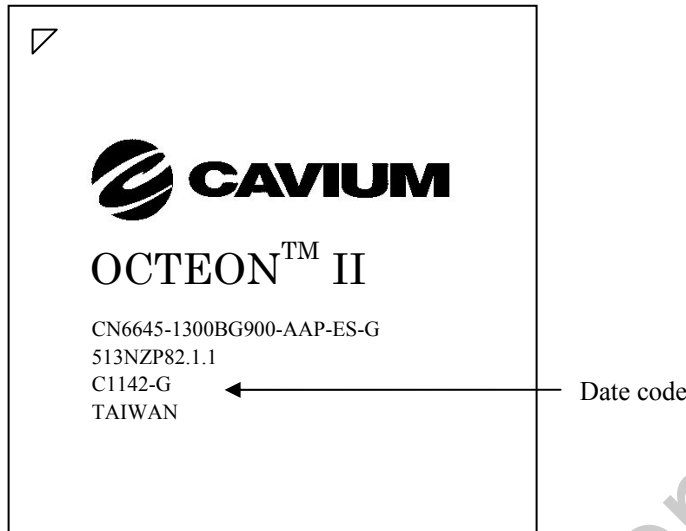 CAVIUM
OCTEON™ II
CN6645-1300BG900-AAP-ES-G
513NZP82.1.1
C1142-G
Date code
TAIWAN